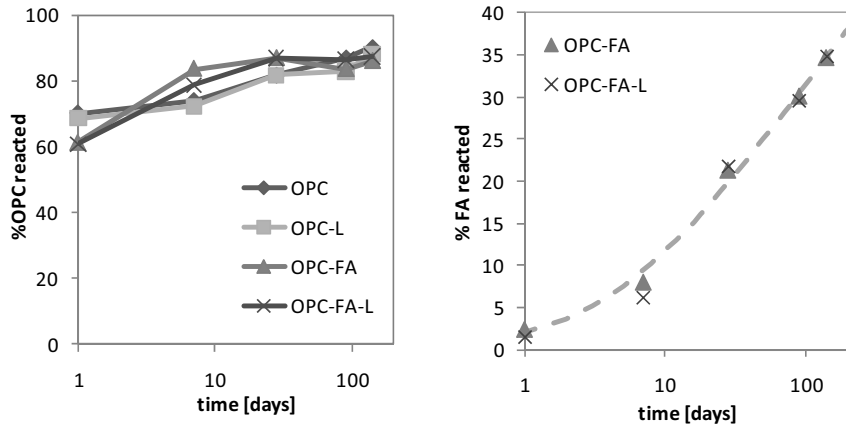 100
80
60
40
20
0
%OPC reacted
OPC
OPC-L
OPC-FA
OPC-FA-L
1
10
100
time [days]
40
35
30
25
20
15
10
5
0
% FA reacted
OPC-FA
OPC-FA-L
1
10
100
time [days]